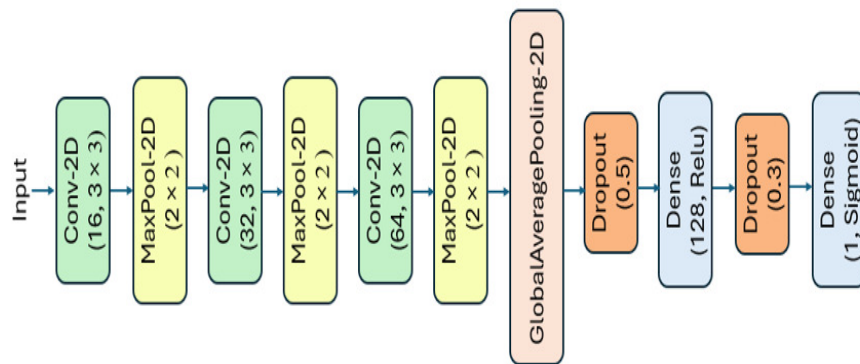 Input
Conv-2D
(16, 3 × 3)
MaxPool-2D
(2 × 2)
Conv-2D
(32, 3 × 3)
MaxPool-2D
(2 × 2)
Conv-2D
(64, 3 × 3)
MaxPool-2D
(2 × 2)
GlobalAveragePooling-2D
Dropout
(0.5)
Dense
(128, Relu)
Dropout
(0.3)
Dense
(1, Sigmoid)